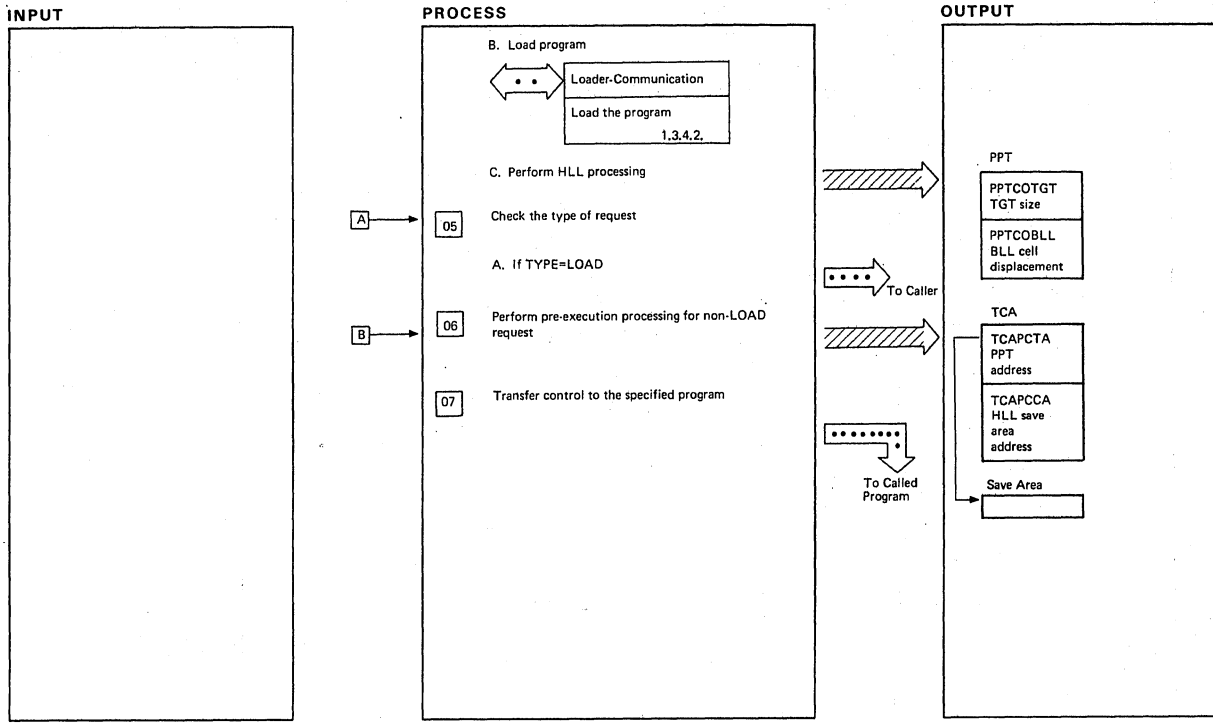 INPUT
PROCESS
OUTPUT
B. Load program
Loader-Communication
Load the program
1.3.4.2.
C. Perform HLL processing
A
05
Check the type of request
A. If TYPE=LOAD
To Caller
B
06
Perform pre-execution processing for non-LOAD
request
07
Transfer control to the specified program
To Called
Program
PPT
PPTCOTGT
TGT size
PPTCOBLL
BLL cell
displacement
TCA
TCAPCTA
PPT
address
TCAPCCA
HLL save
area
address
Save Area